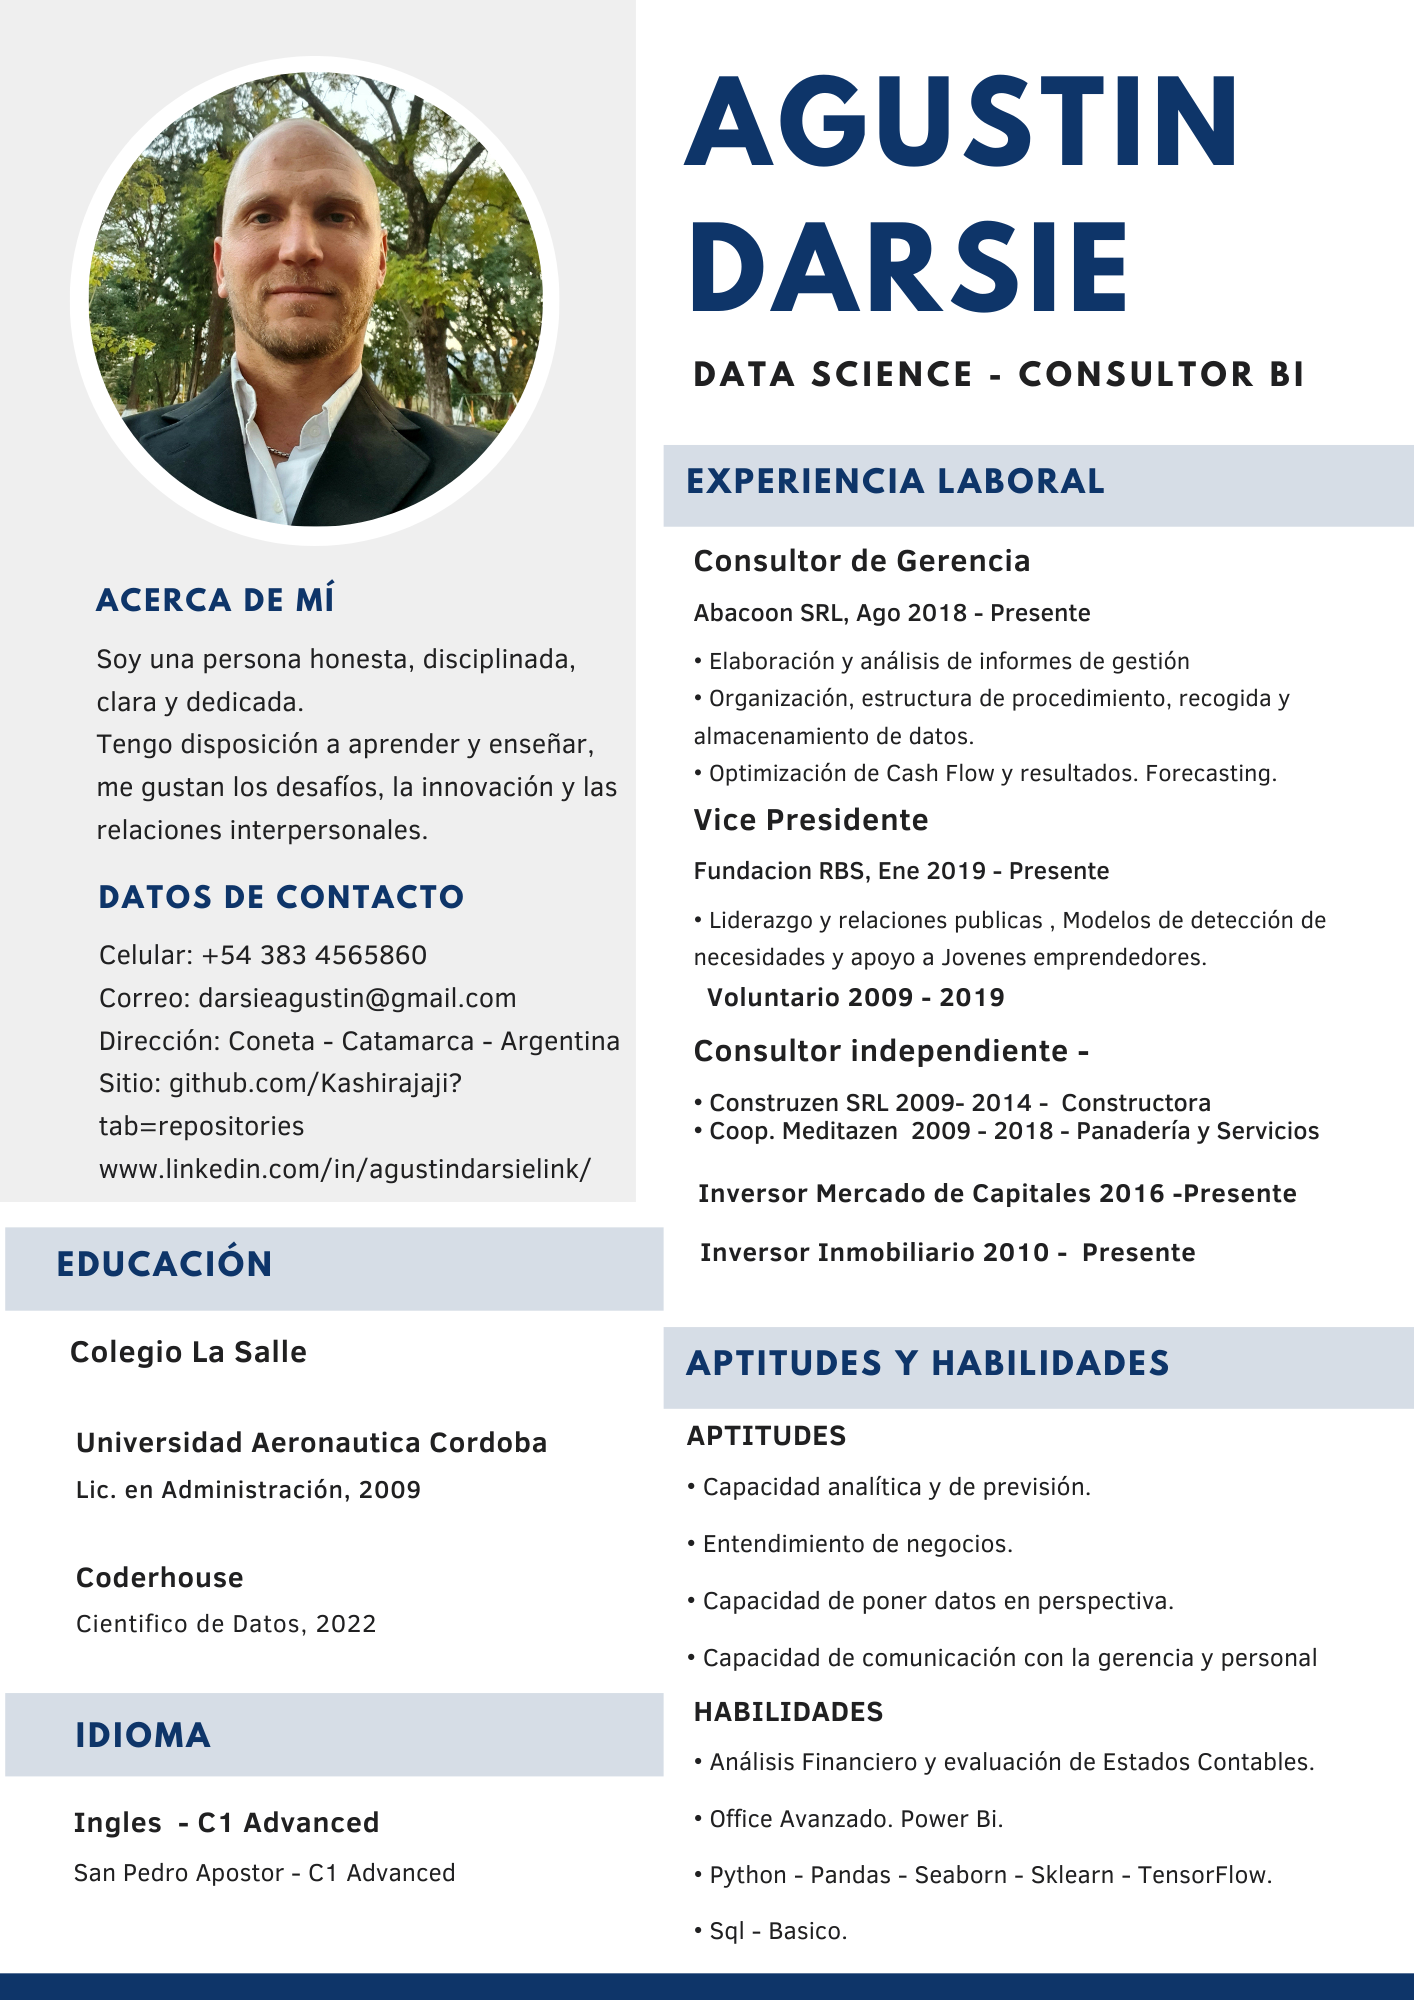 AGUSTIN
DARSIE
DATA SCIENCE - CONSULTOR BI
ACERCA DE MÍ
Soy una persona honesta, disciplinada,
clara y dedicada.
Tengo disposición a aprender y enseñar,
me gustan los desafíos, la innovación y las
relaciones interpersonales.
DATOS DE CONTACTO
Celular: +54 383 4565860
Correo: darsieagustin@gmail.com
Dirección: Coneta - Catamarca - Argentina
Sitio: github.com/Kashirajaji?
tab=repositories
www.linkedin.com/in/agustindarsielink/
EDUCACIÓN
Colegio La Salle
Universidad Aeronautica Cordoba
Lic. en Administración, 2009
Coderhouse
Cientifico de Datos, 2022
IDIOMA
Ingles  - C1 Advanced
San Pedro Apostor - C1 Advanced
EXPERIENCIA LABORAL
Consultor de Gerencia
Abacoon SRL, Ago 2018 - Presente
• Elaboración y análisis de informes de gestión
• Organización, estructura de procedimiento, recogida y
almacenamiento de datos.
• Optimización de Cash Flow y resultados. Forecasting.
Vice Presidente
Fundacion RBS, Ene 2019 - Presente
• Liderazgo y relaciones publicas , Modelos de detección de
necesidades y apoyo a Jovenes emprendedores.
Voluntario 2009 - 2019
Consultor independiente -
• Construzen SRL 2009- 2014 -  Constructora
• Coop. Meditazen  2009 - 2018 - Panadería y Servicios
Inversor Mercado de Capitales 2016 -Presente
Inversor Inmobiliario 2010 -  Presente
APTITUDES Y HABILIDADES
APTITUDES
• Capacidad analítica y de previsión.
• Entendimiento de negocios.
• Capacidad de poner datos en perspectiva.
• Capacidad de comunicación con la gerencia y personal
HABILIDADES
• Análisis Financiero y evaluación de Estados Contables.
• Office Avanzado. Power Bi.
• Python - Pandas - Seaborn - Sklearn - TensorFlow.
• Sql - Basico.